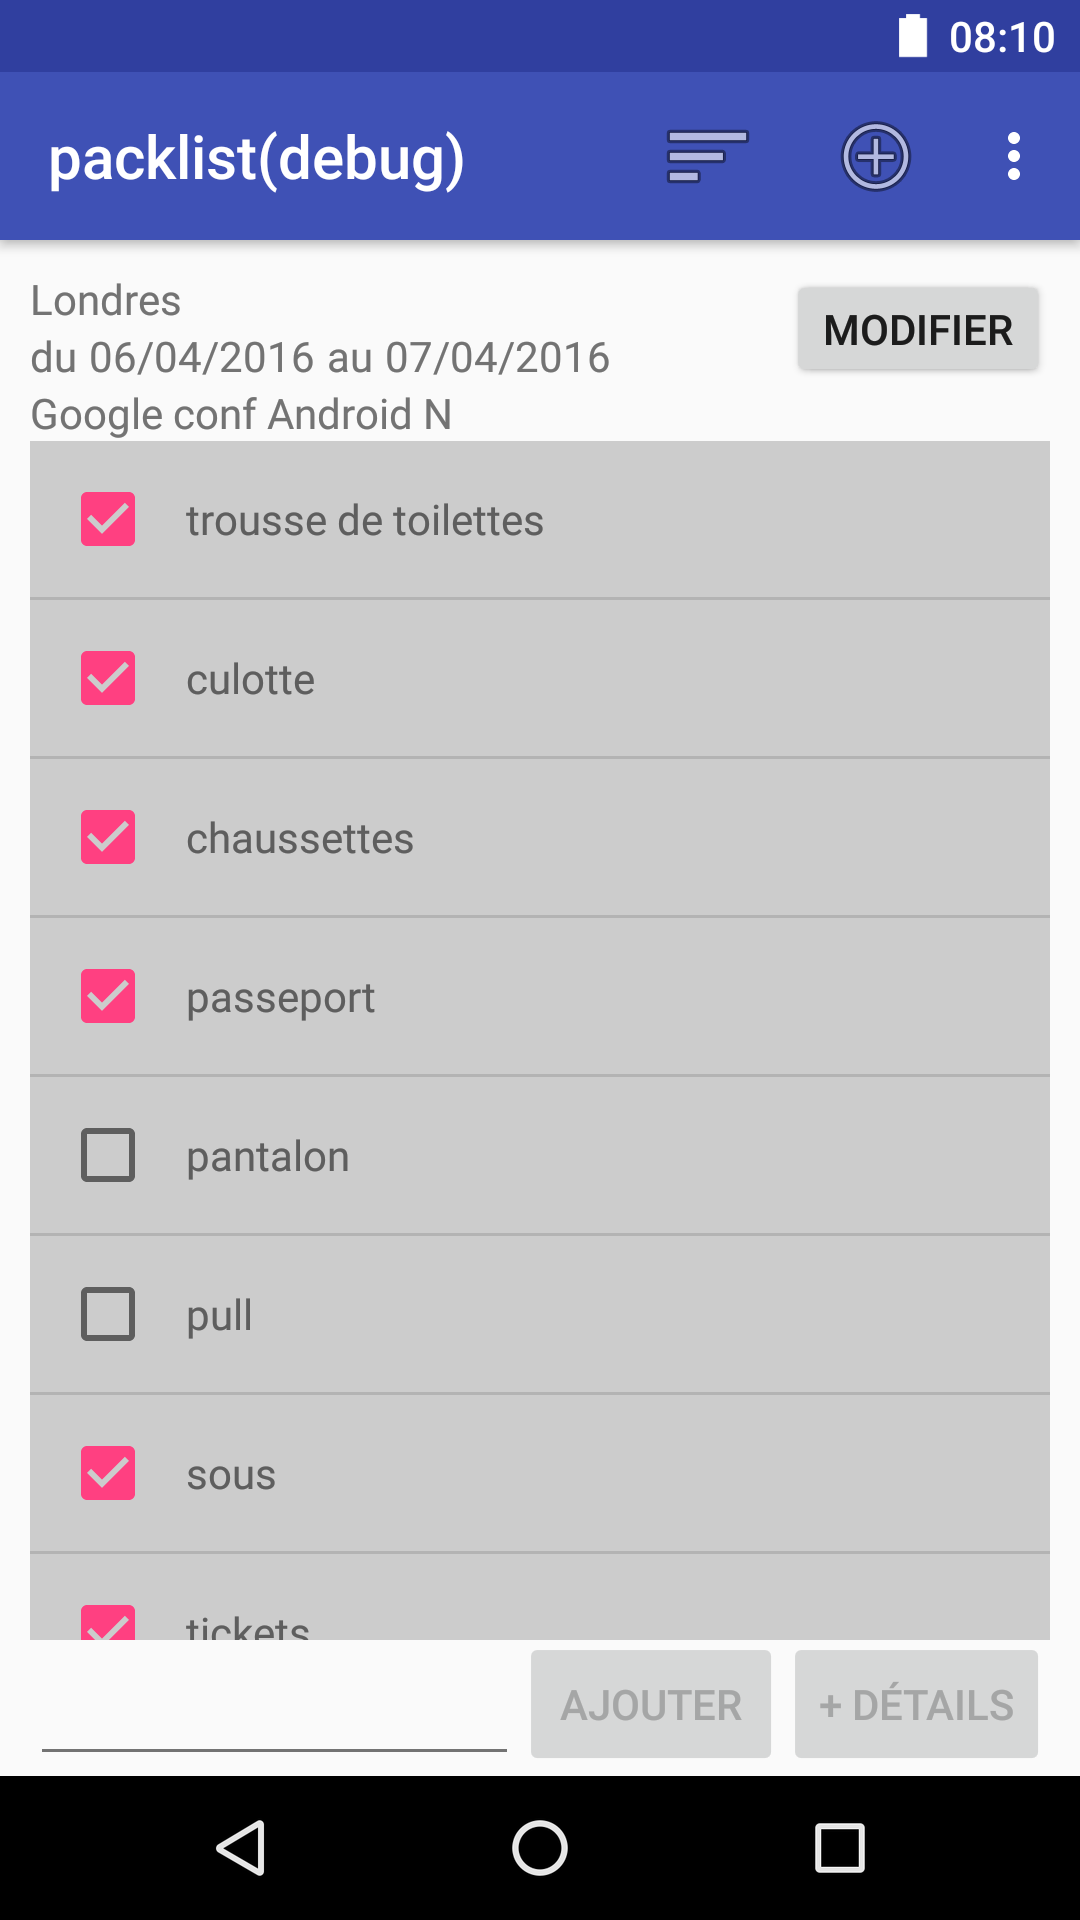 08:10
packlist(debug)
Londres
MODIFIER
du 06/04/2016 au 07/04/2016
Google conf Android N
trousse de toilettes
culotte
chaussettes
passeport
pantalon
pull
sous
tickets
AJOUTER
+ DÉTAILS